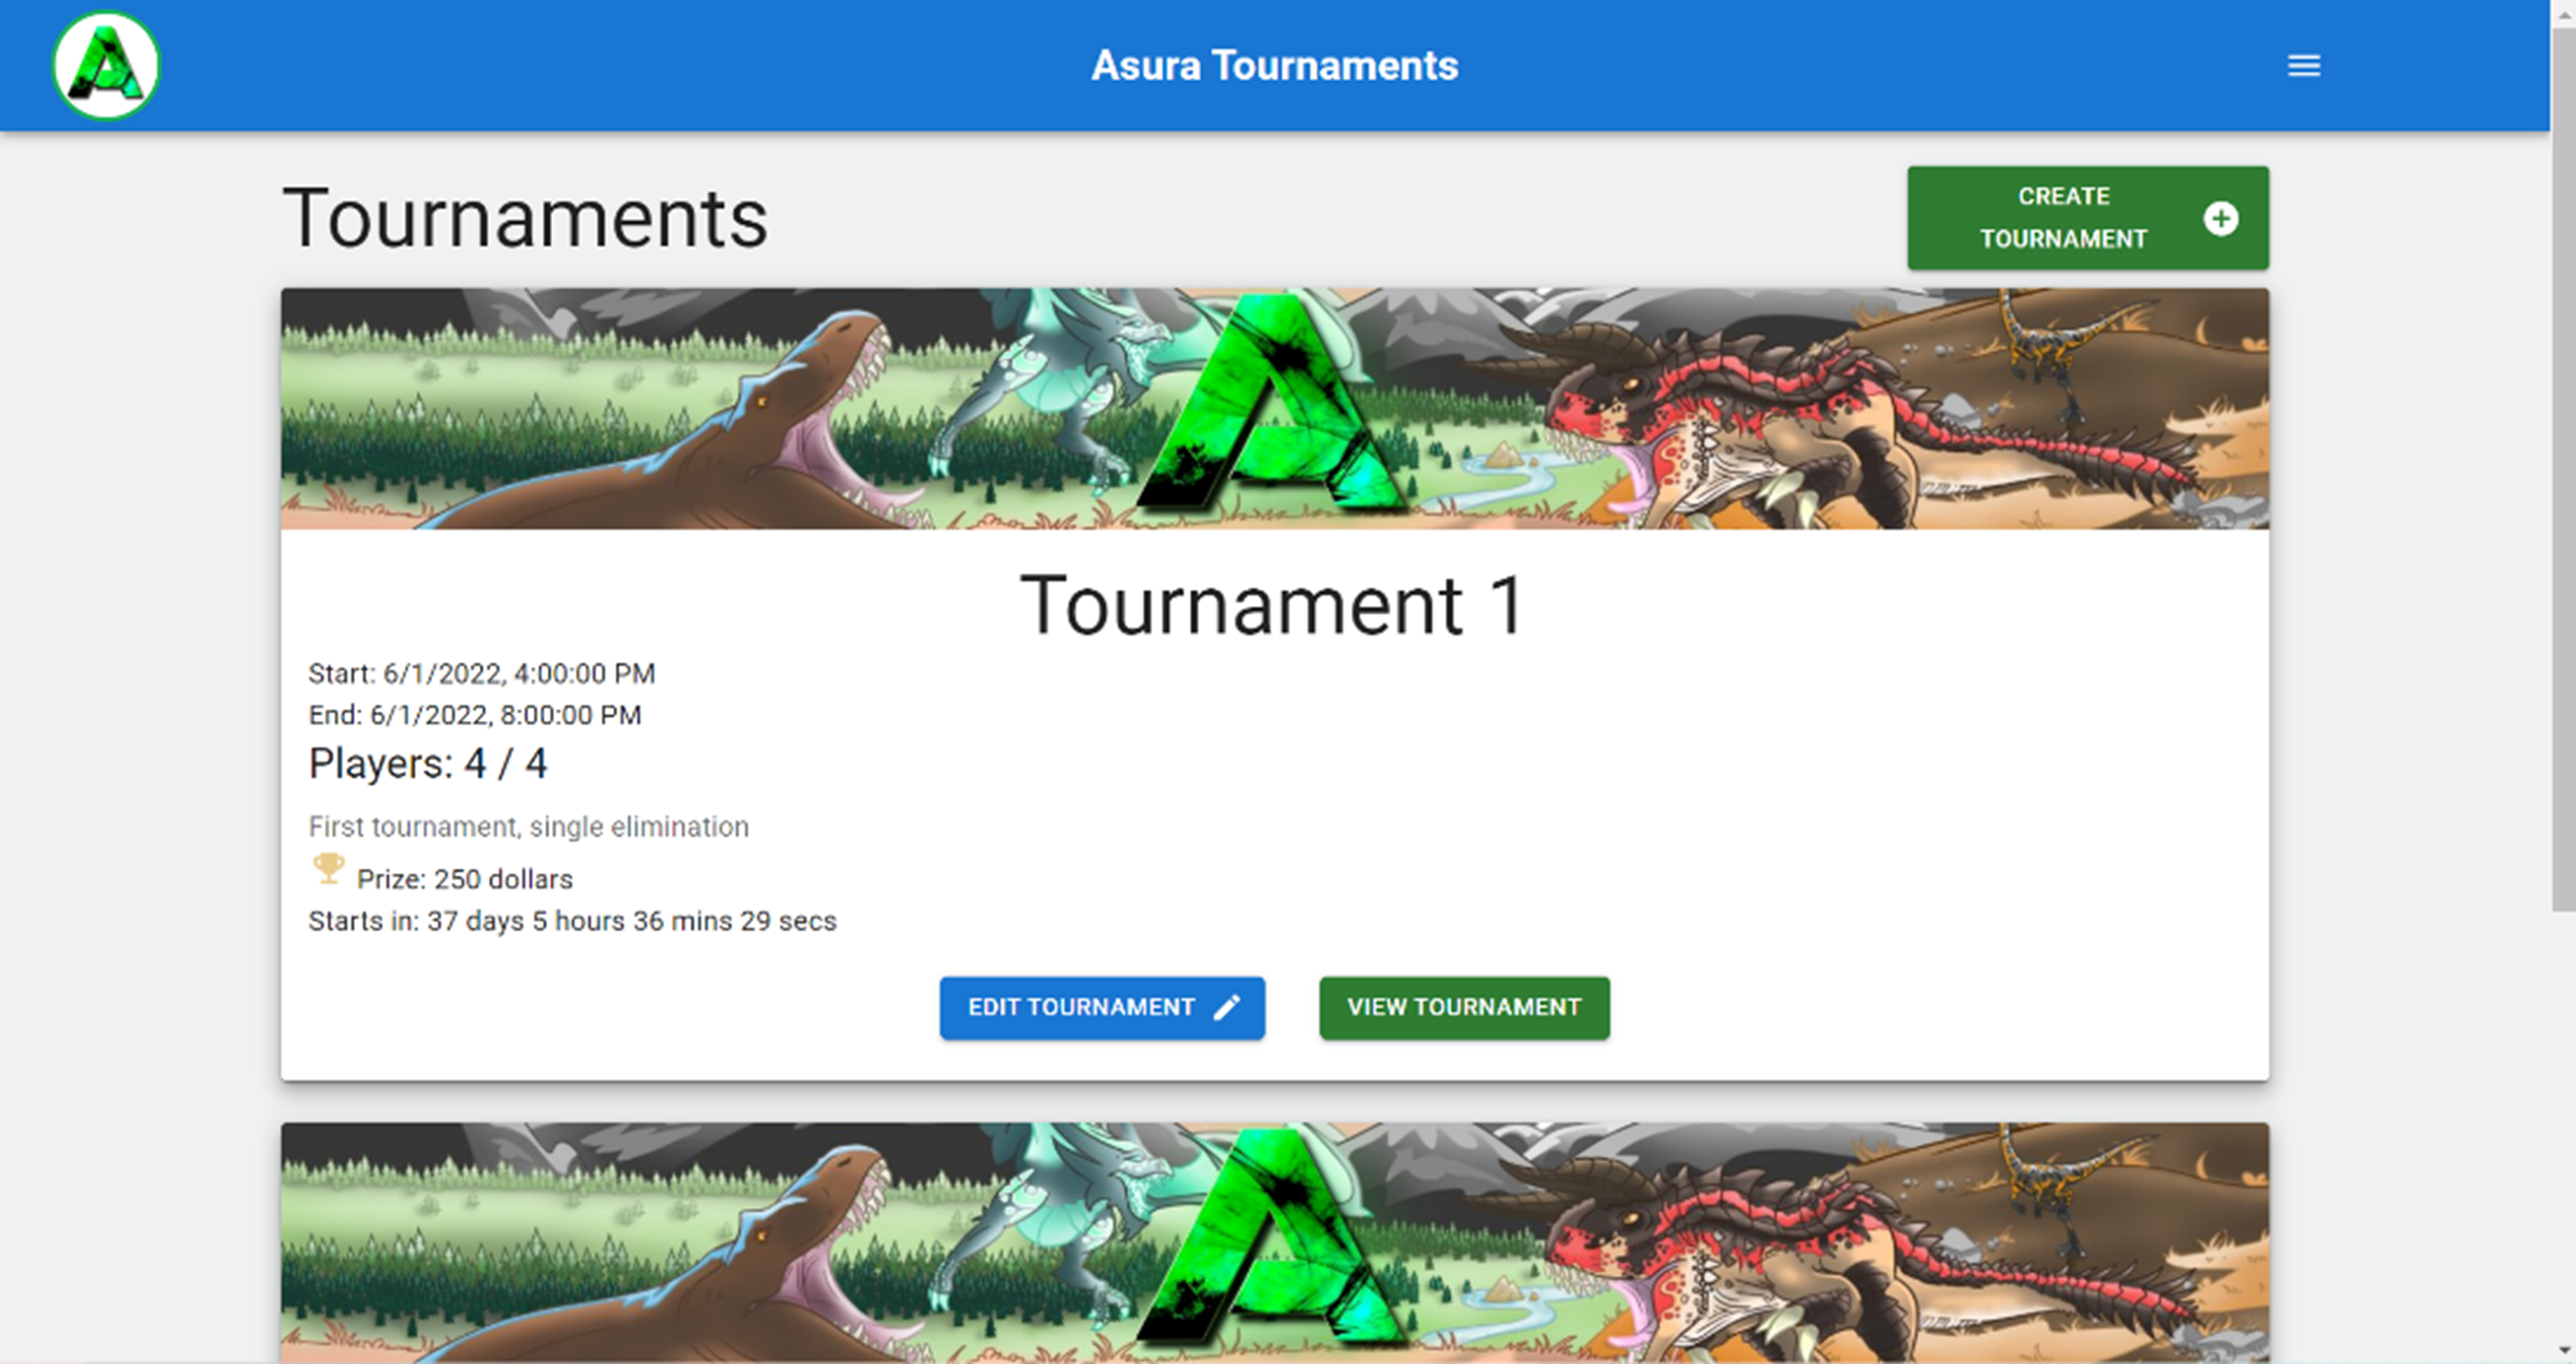 Asura Tournaments
Tournaments
CREATE
TOURNAMENT
A
Tournament 1
Start: 6/1/2022, 4:00:00 PM
End: 6/1/2022, 8:00:00 PM
Players: 4 / 4
First tournament, single elimination
Prize: 250 dollars
Starts in: 37 days 5 hours 36 mins 29 secs
EDIT TOURNAMENT
VIEW TOURNAMENT
A